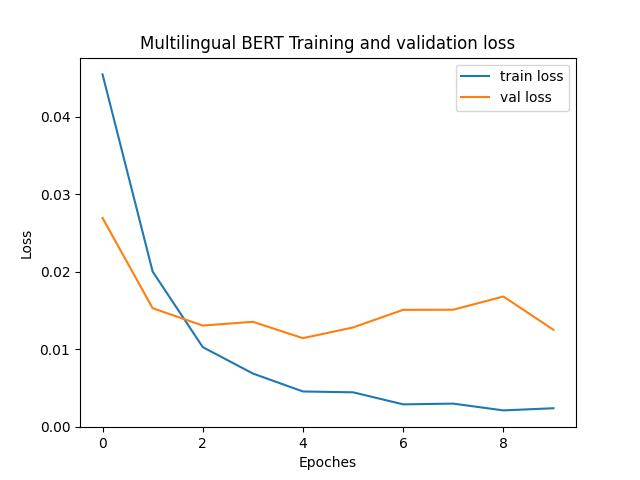 Multilingual BERT Training and validation loss
train loss
val loss
0.04
0.03
0.02
0.01
0.00
Loss
0 2 4 6 8
Epoches